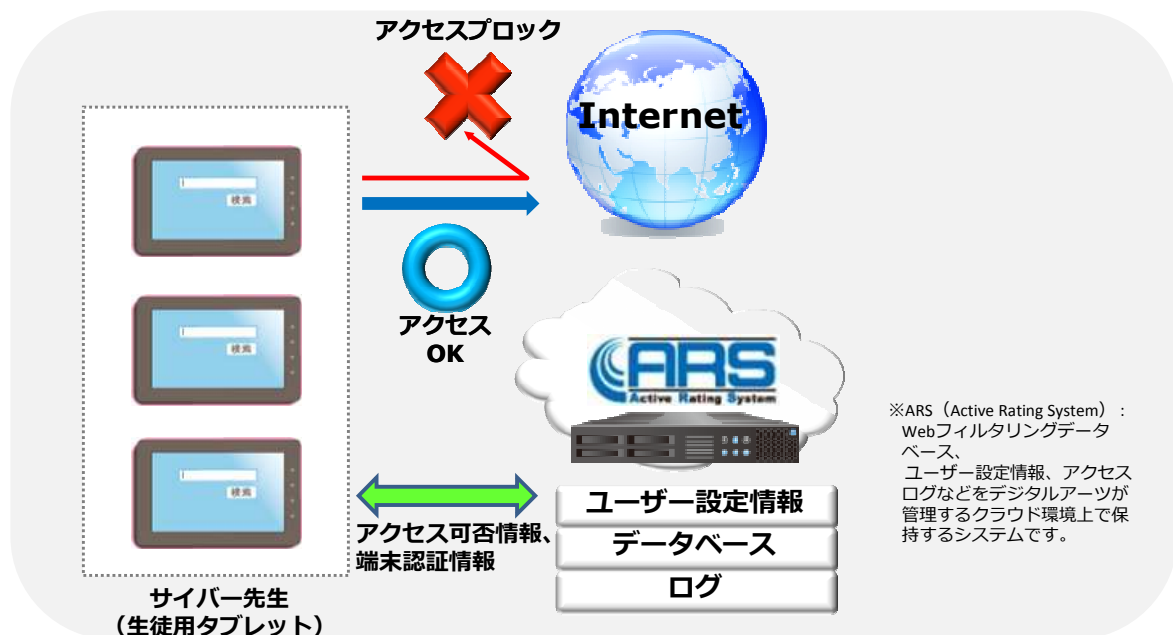 アクセスプロック
Internet
検索
検索
検索
アクセス
OK
ARS
Active Rating System
アクセス可否情報、
端末認証情報
ユーザー設定情報
データベース
ログ
サイバー先生
（生徒用タブレット）
※ARS（Active Rating System）：
Webフィルタリングデータ
ベース、
ユーザー設定情報、アクセス
ログなどをデジタルアーツが
管理するクラウド環境上で保
持するシステムです。